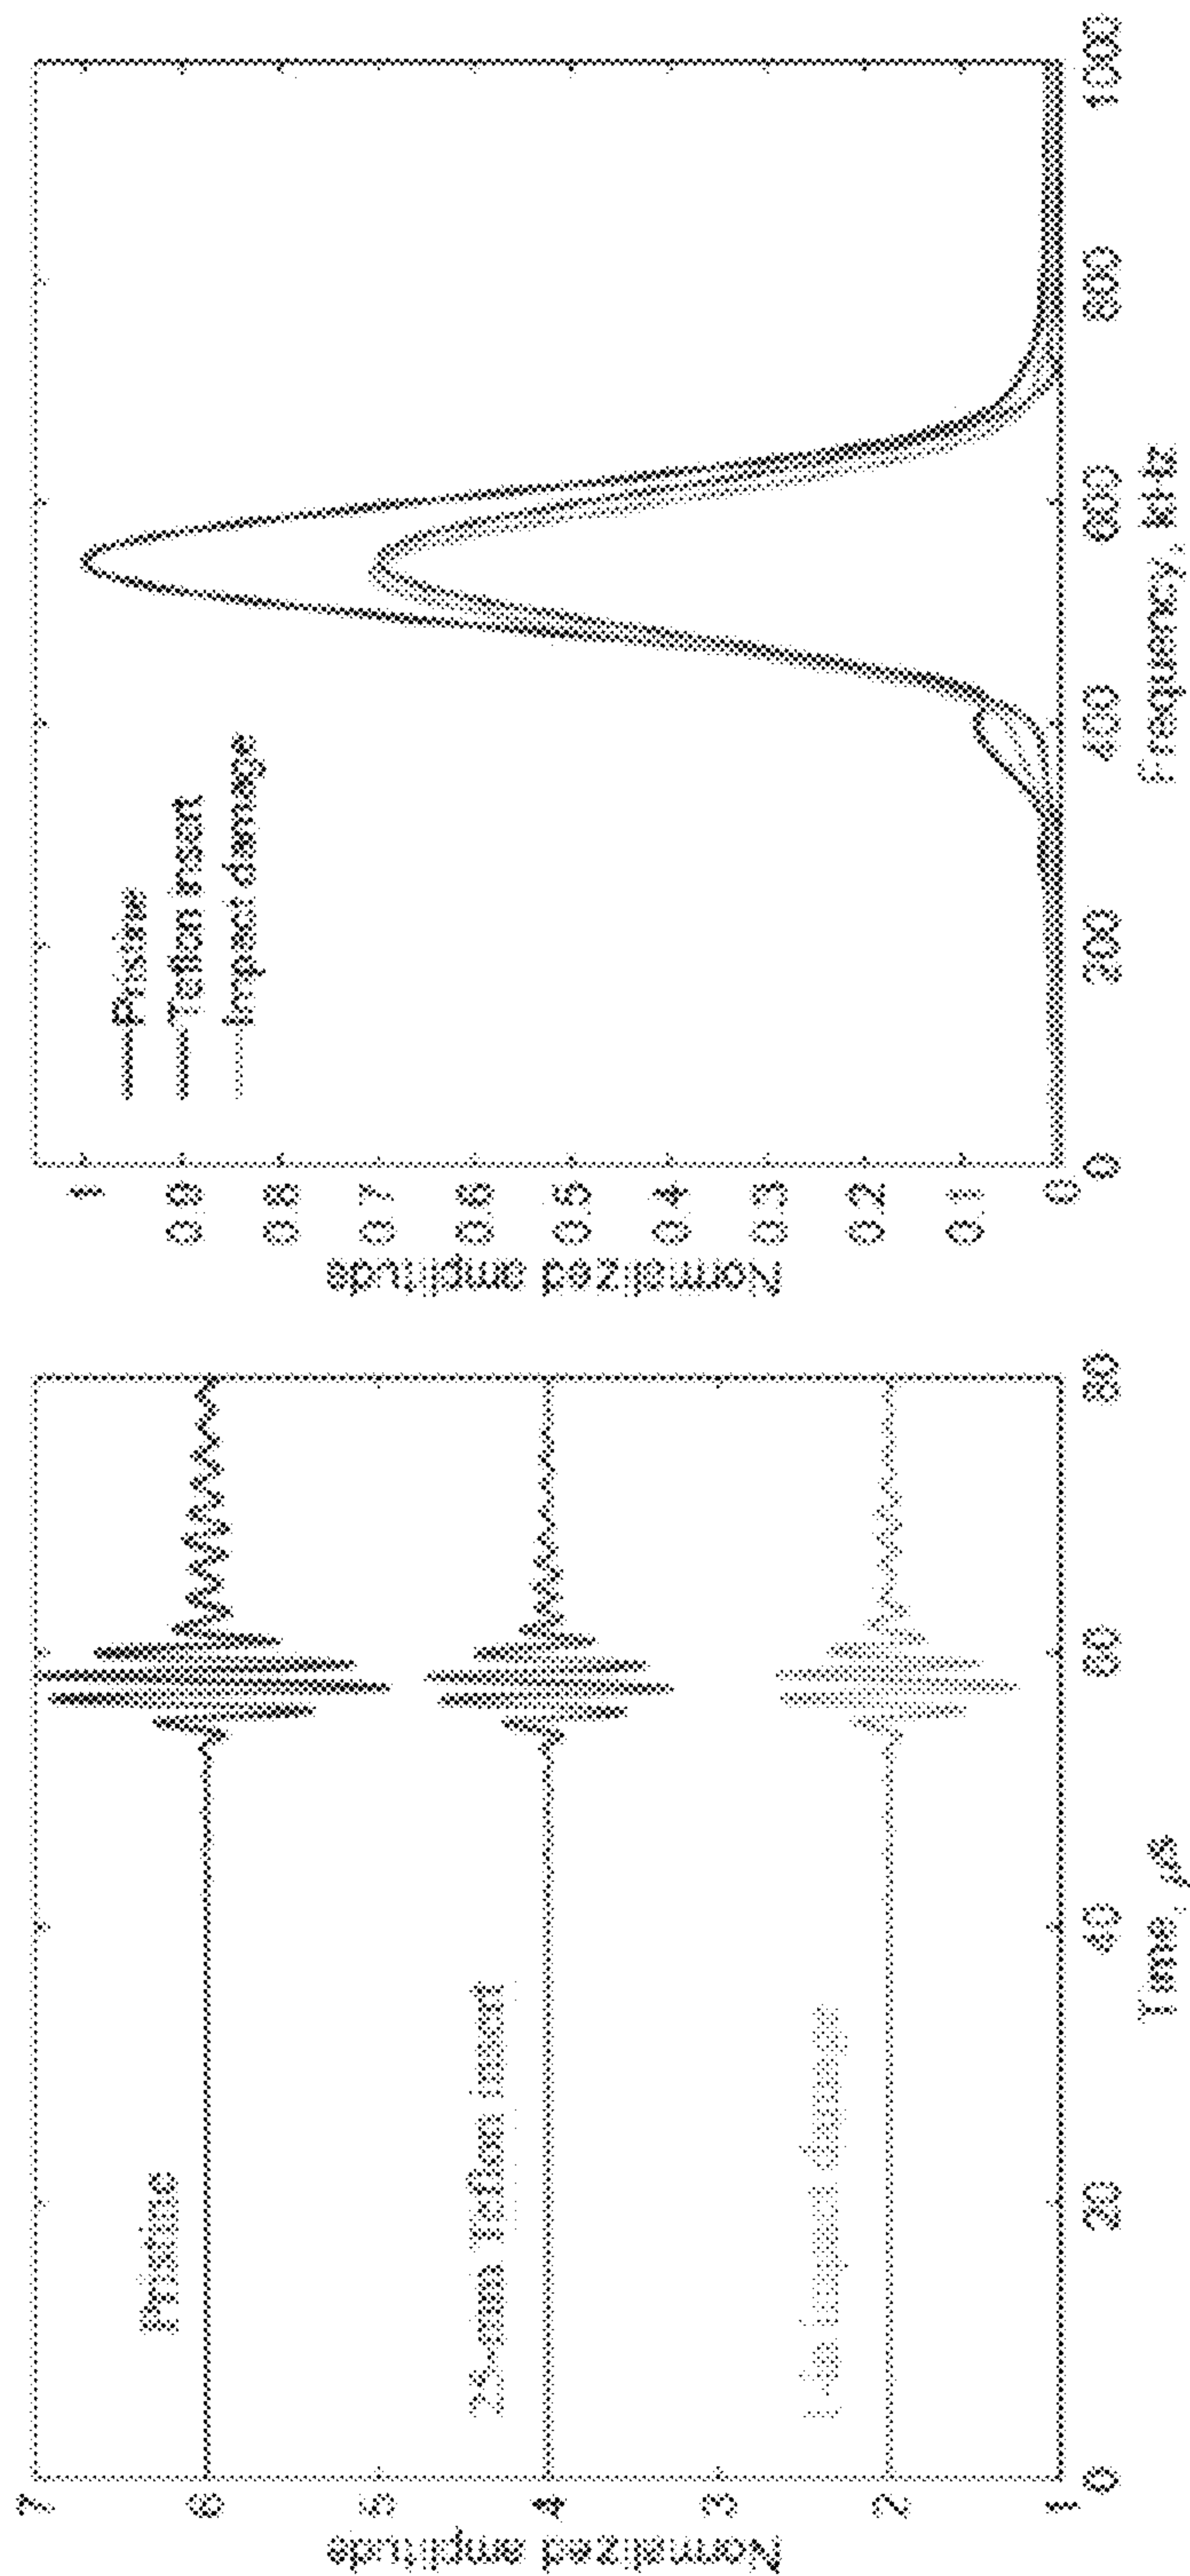 Normalized amplitude
7
6
5
4
3
2
1
Pristine
25-mm Teflon insert
1-in Impact damage
0
20
40
60
80
Time, μs
Normalized amplitude
1
0.9
0.8
0.7
0.6
0.5
0.4
0.3
0.2
0.1
0
Pristine
Teflon insert
Impact damage
0
200
400
600
800
1000
Frequency, kHz